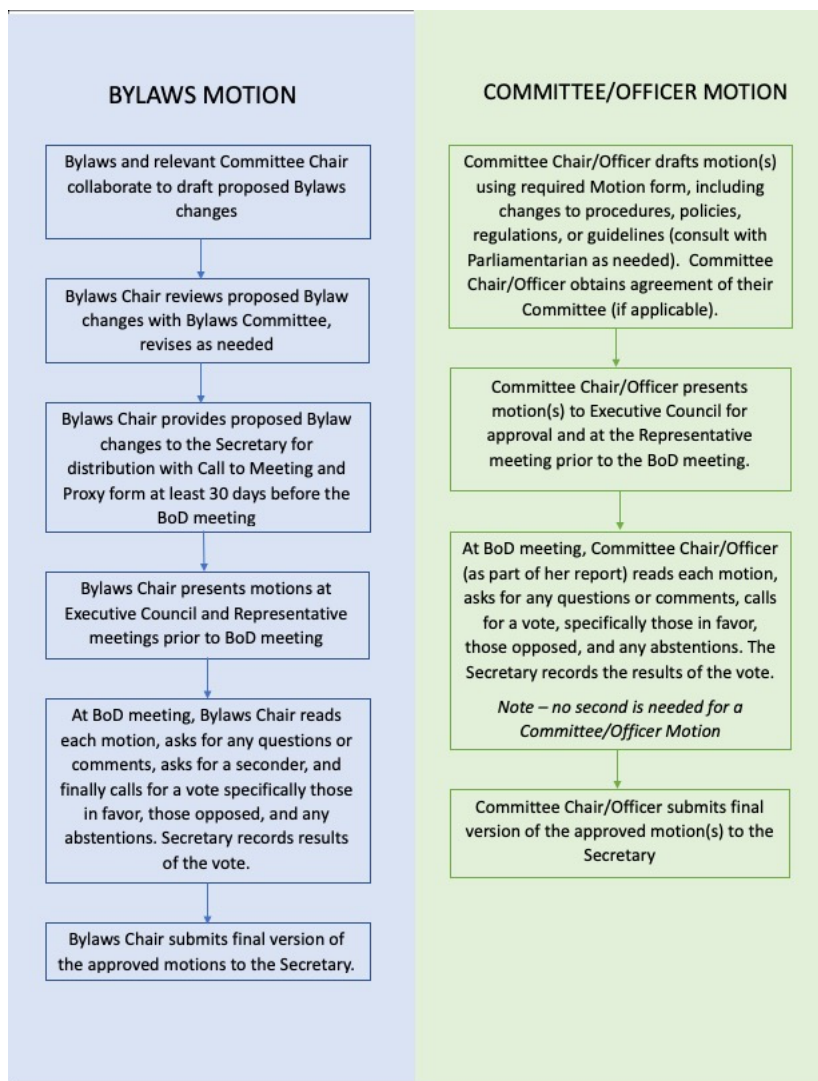 BYLAWS MOTION
Bylaws and relevant Committee Chair
collaborate to draft proposed Bylaws
changes
Bylaws Chair reviews proposed Bylaw
changes with Bylaws Committee,
revises as needed
Bylaws Chair provides proposed Bylaw
changes to the Secretary for
distribution with Call to Meeting and
Proxy form at least 30 days before the
BoD meeting
Bylaws Chair presents motions at
Executive Council and Representative
meetings prior to BoD meeting
At BoD meeting, Bylaws Chair reads
each motion, asks for any questions or
comments, asks for a seconder, and
finally calls for a vote specifically those
in favor, those opposed, and any
abstentions. Secretary records results
of the vote.
Bylaws Chair submits final version of
the approved motions to the Secretary.
COMMITTEE/OFFICER MOTION
Committee Chair/Officer drafts motion(s)
using required Motion form, including
changes to procedures, policies,
regulations, or guidelines (consult with
Parliamentarian as needed).  Committee
Chair/Officer obtains agreement of their
Committee (if applicable).
Committee Chair/Officer presents
motion(s) to Executive Council for
approval and at the Representative
meeting prior to the BoD meeting.
At BoD meeting, Committee Chair/Officer
(as part of her report) reads each motion,
asks for any questions or comments, calls
for a vote, specifically those in favor,
those opposed, and any abstentions. The
Secretary records the results of the vote.
Note – no second is needed for a
Committee/Officer Motion
Committee Chair/Officer submits final
version of the approved motion(s) to the
Secretary